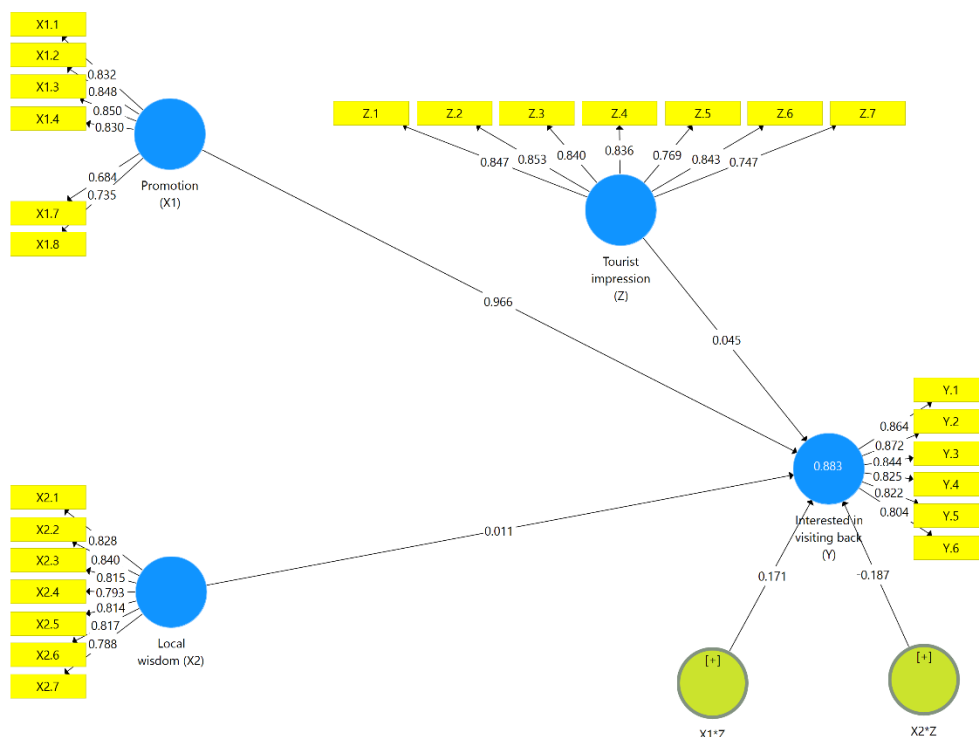 X1.1
X1.2
X1.3
X1.4
X1.7
X1.8
0.832
0.848
0.850
0.830
0.684
0.735
Promotion
(X1)
Z.1
Z.2
Z.3
Z.4
Z.5
Z.6
Z.7
0.847
0.853
0.840
0.836
0.769
0.843
0.747
Tourist
impression
(Z)
0.966
0.045
0.011
X2.1
X2.2
X2.3
X2.4
X2.5
X2.6
X2.7
0.828
0.840
0.815
0.793
0.814
0.817
0.788
Local
wisdom (X2)
0.883
Interested in
visiting back
(Y)
0.864
0.872
0.844
0.825
0.822
0.804
Y.1
Y.2
Y.3
Y.4
Y.5
Y.6
0.171
-0.187
[+]
X1*Z
[+]
X2*Z